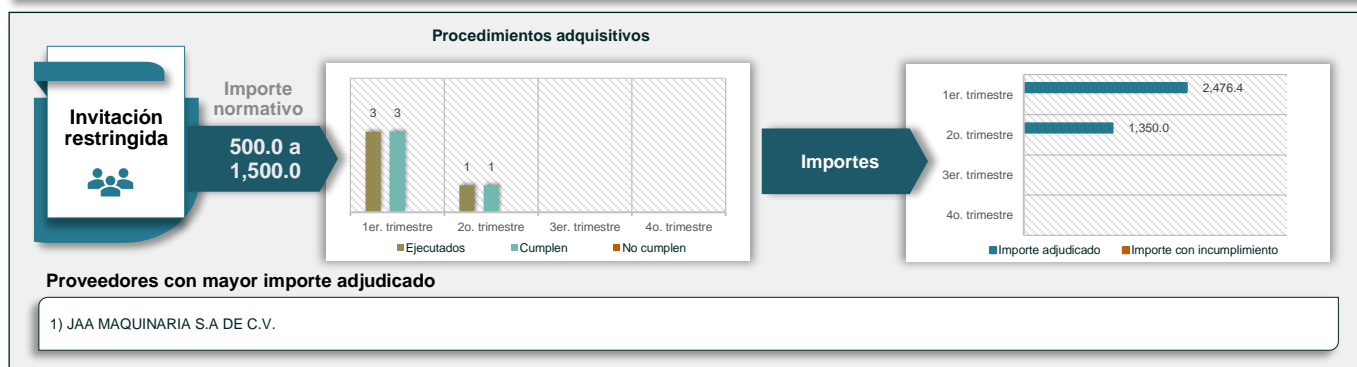 Invitación
restringida
Importe
normativo
500.0 a
1,500.0
Procedimientos adquisitivos
3 3
1 1
1er. trimestre 2o. trimestre 3er. trimestre 4o. trimestre
Ejecutados Cumplen No cumplen
Importes
1er. trimestre 2,476.4
2o. trimestre 1,350.0
3er. trimestre
4o. trimestre
Importe adjudicado Importe con incumplimiento
Proveedores con mayor importe adjudicado
1) JAA MAQUINARIA S.A DE C.V.